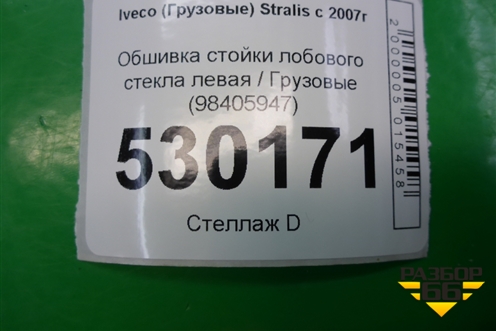 Iveco (Грузовые) Stralis с 2007г
Обшивка стойки лобового
стекла левая / Грузовые
(98405947)
530171
Стеллаж D
2000005015458
РАЗБОР
66